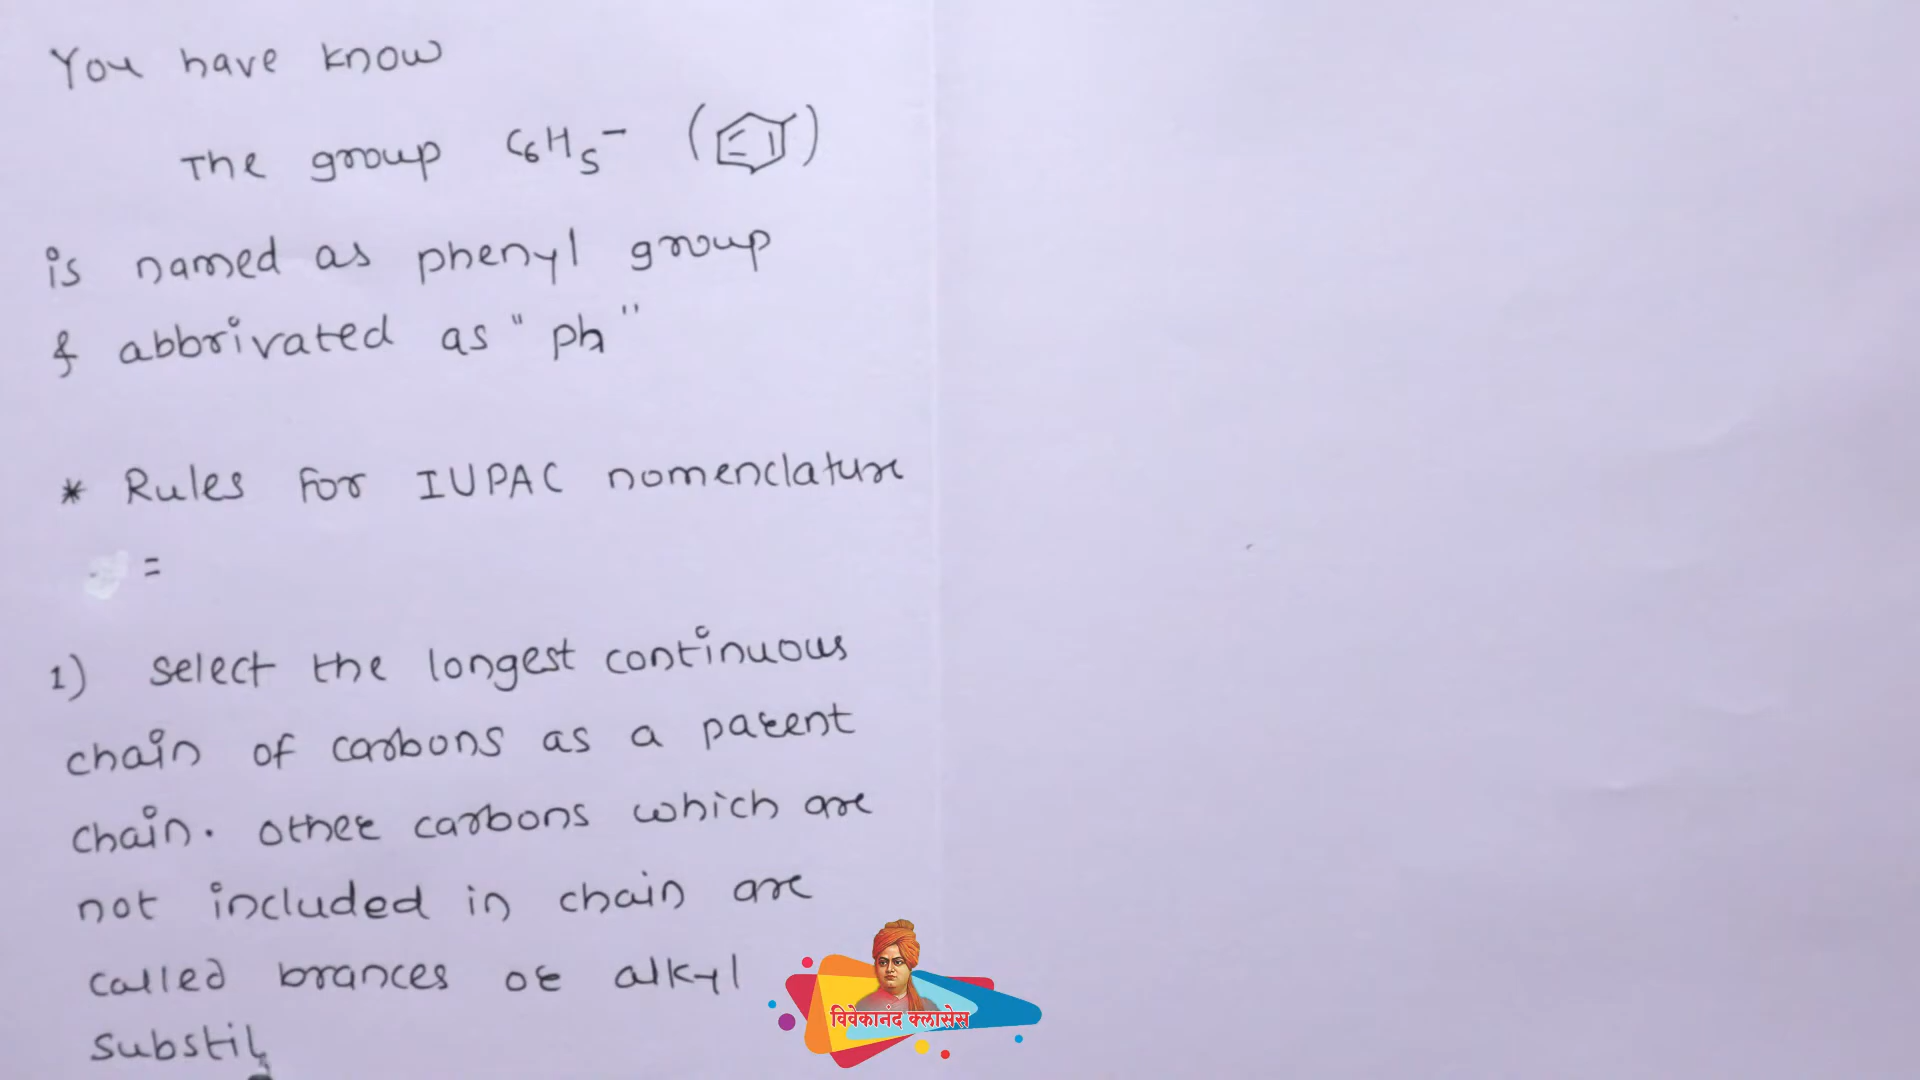 You have know
The group C6H5- ( )
is named as phenyl group
& abbrivated as "ph"
* Rules for IUPAC nomenclature
=
1) select the longest continuous
chain of carbons as a parent
chain. other carbons which are
not included in chain are
called brances or alkyl
substit
विवेकानंद क्लासेस